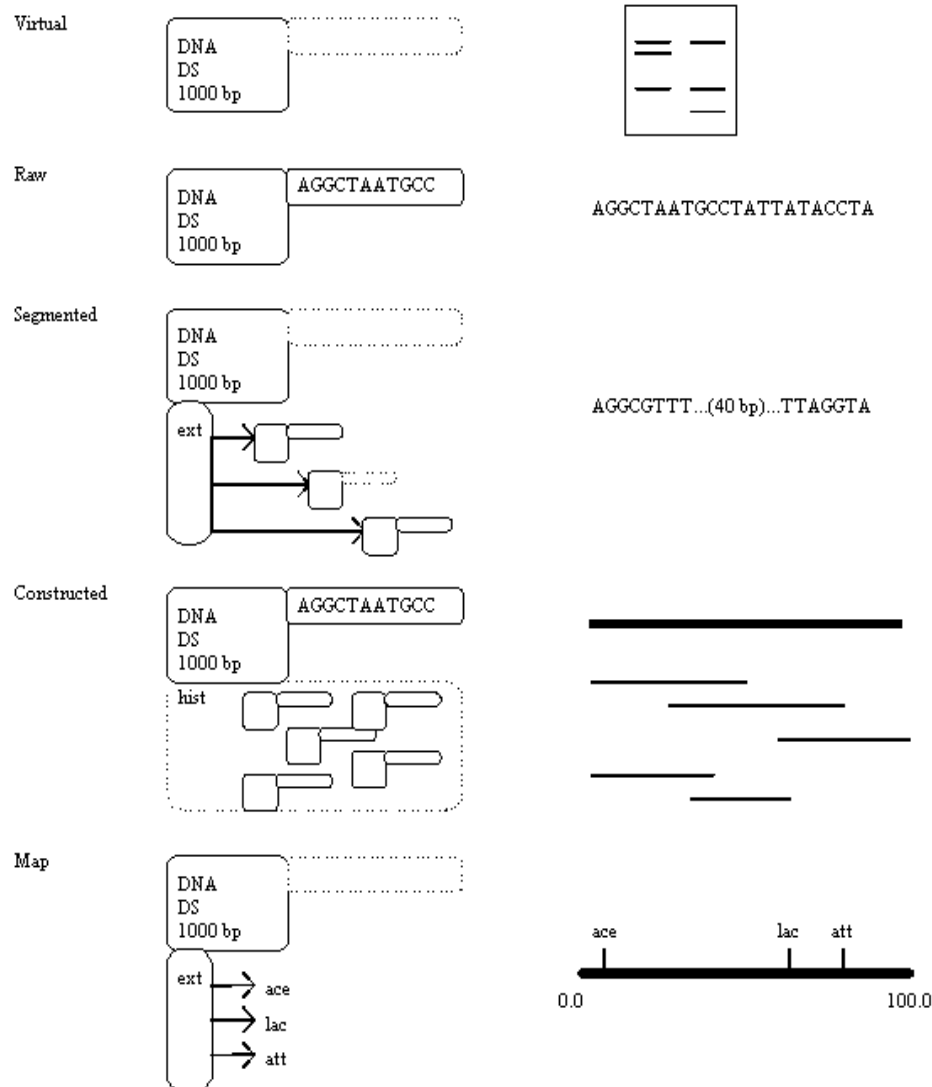 Virtual
DNA
DS
1000 bp
Raw
DNA
DS
1000 bp
AGGCTAATGCC
AGGCTAATGCCTATTATACCTA
Segmented
DNA
DS
1000 bp
ext
AGGCGTTT...(40 bp)...TTAGGTA
Constructed
DNA
DS
1000 bp
AGGCTAATGCC
hist
Map
DNA
DS
1000 bp
ext
ace
lac
att
ace lac att
0.0 100.0